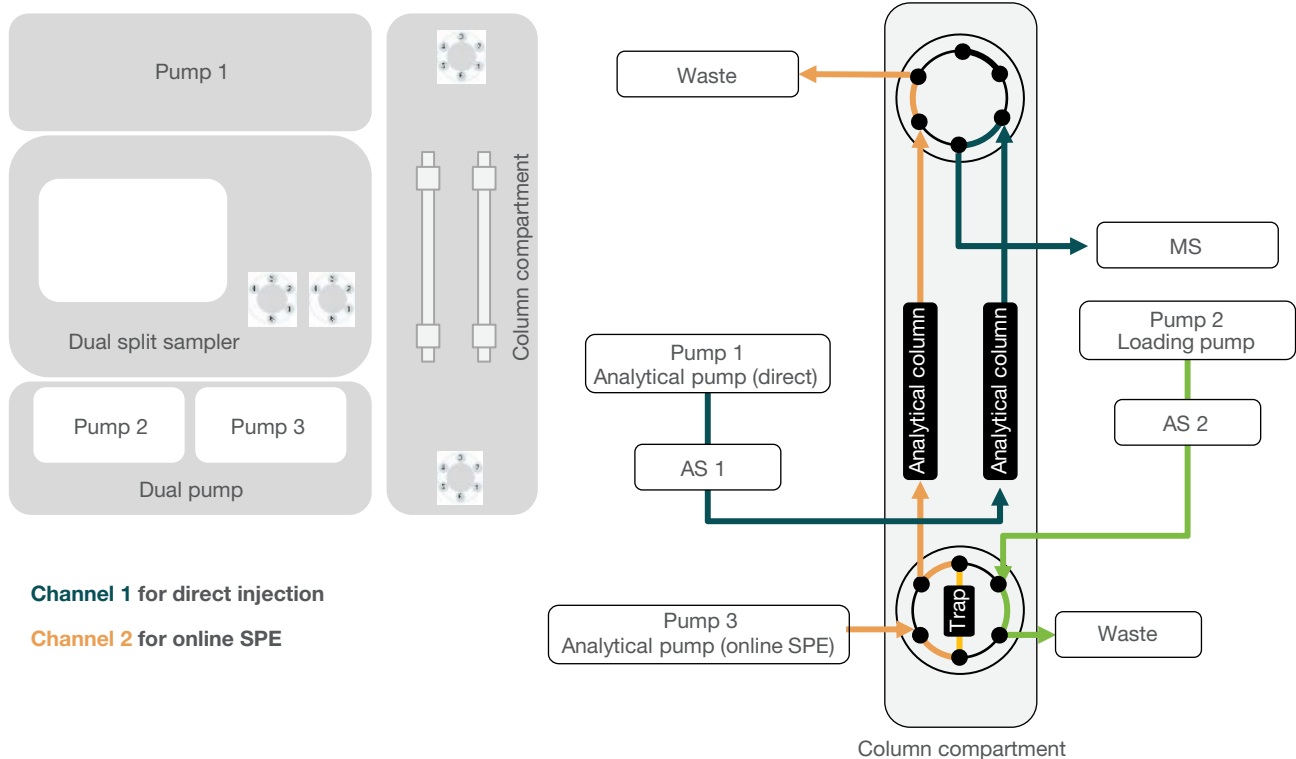 Pump 1
Dual split sampler
Pump 2
Pump 3
Dual pump
Column compartment
Channel 1 for direct injection
Channel 2 for online SPE
Waste
MS
Pump 1
Analytical pump (direct)
AS 1
Analytical column
Analytical column
Pump 2
Loading pump
AS 2
Pump 3
Analytical pump (online SPE)
Trap
Waste
Column compartment